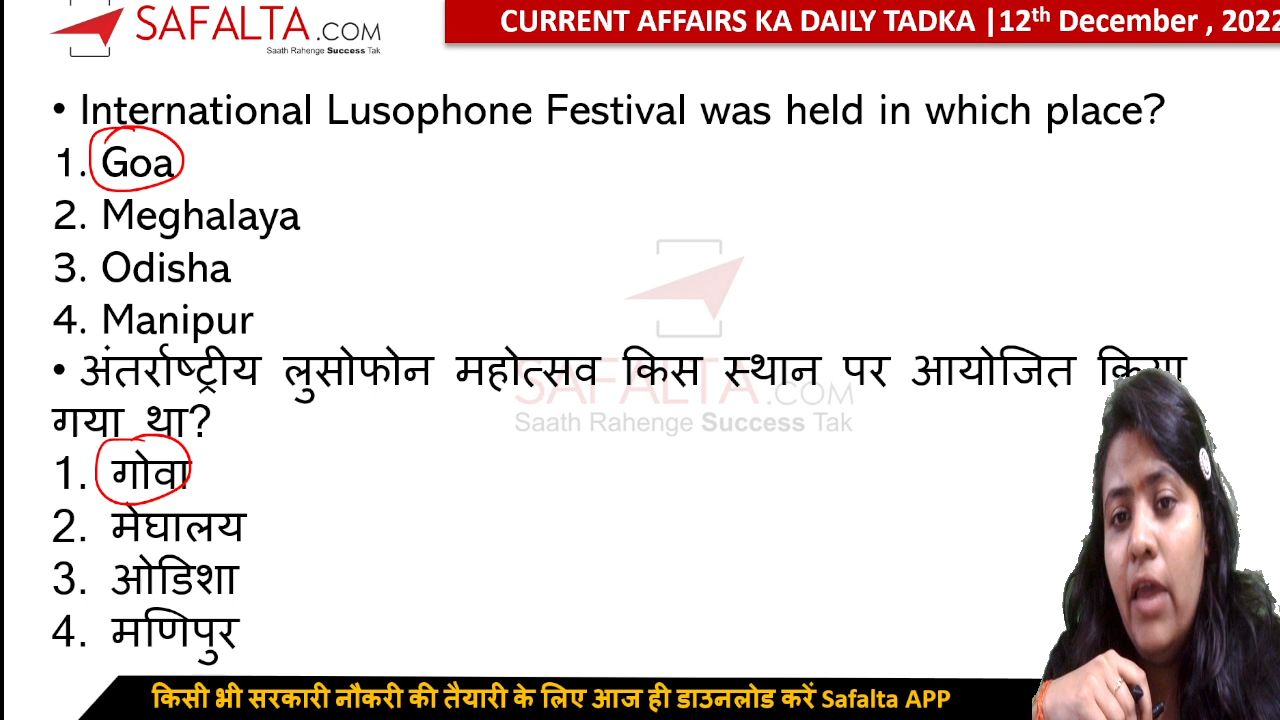 SAFALTA.COM
Saath Rahenge Success Tak
CURRENT AFFAIRS KA DAILY TADKA |12th December , 2022
• International Lusophone Festival was held in which place?
1. Goa
2. Meghalaya
3. Odisha
4. Manipur
• अंतर्राष्ट्रीय लुसोफोन महोत्सव किस स्थान पर आयोजित किया
गया था?
1. गोवा
2. मेघालय
3. ओडिशा
4. मणिपुर
SAFALTA.COM
Saath Rahenge Success Tak
किसी भी सरकारी नौकरी की तैयारी के लिए आज ही डाउनलोड करें Safalta APP